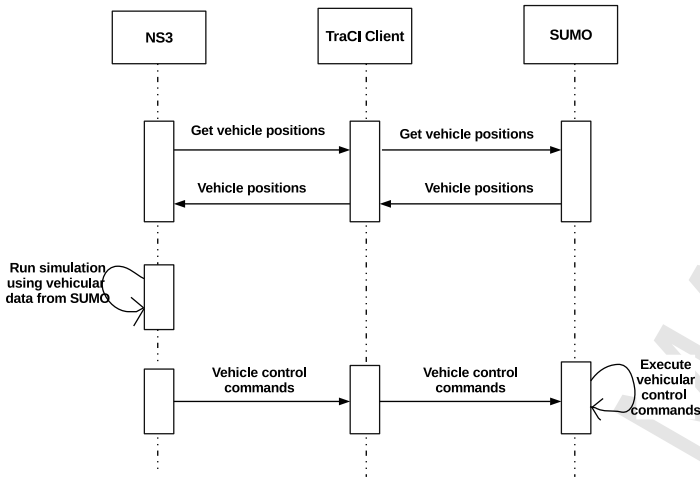 NS3
TraCI Client
SUMO
Get vehicle positions
Get vehicle positions
Vehicle positions
Vehicle positions
Run simulation
using vehicular
data from SUMO
Vehicle control
commands
Vehicle control
commands
Execute
vehicular
control
commands